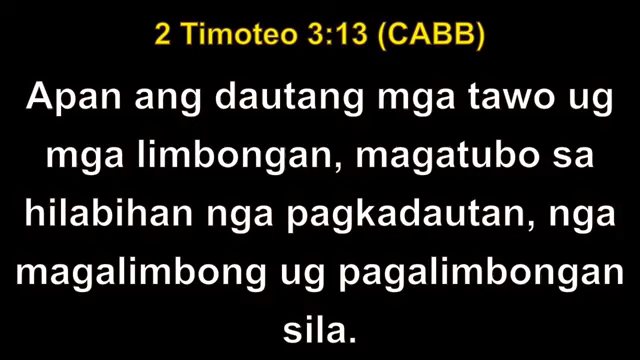 2 Timoteo 3:13 (CABB)
Apan ang dautang mga tawo ug
mga limbongan, magatubo sa
hilabihan nga pagkadautan, nga
magalimbong ug pagalimbongan
sila.